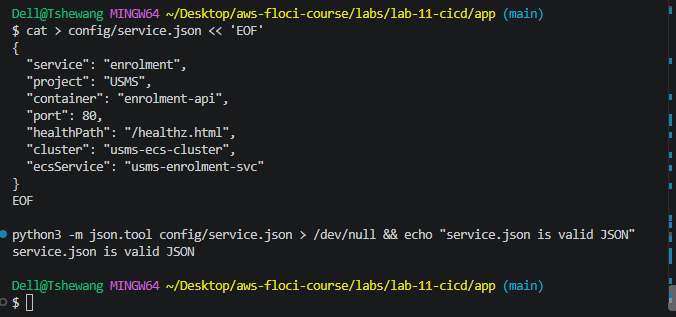 Dell@Tshewang MINGW64 ~/Desktop/aws-floci-course/labs/lab-11-cicd/app (main)
$ cat > config/service.json << 'EOF'
{
  "service": "enrolment",
  "project": "USMS",
  "container": "enrolment-api",
  "port": 80,
  "healthPath": "/healthz.html",
  "cluster": "usms-ecs-cluster",
  "ecsService": "usms-enrolment-svc"
}
EOF
python3 -m json.tool config/service.json > /dev/null && echo "service.json is valid JSON"
service.json is valid JSON
Dell@Tshewang MINGW64 ~/Desktop/aws-floci-course/labs/lab-11-cicd/app (main)
$